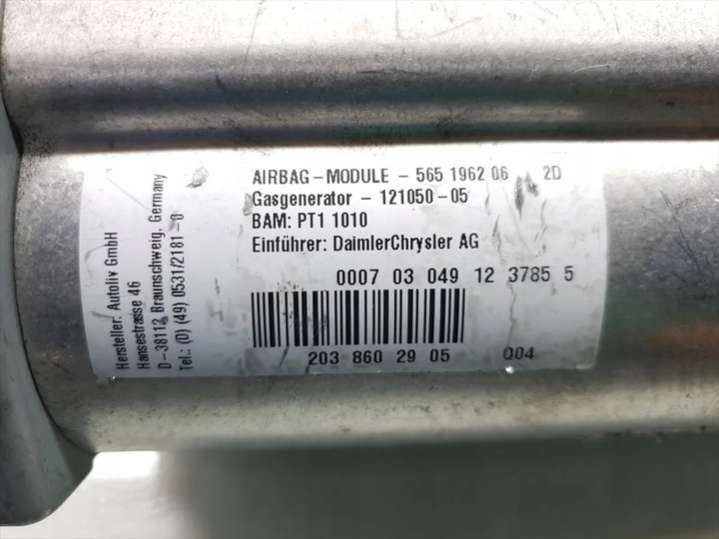 AIRBAG-MODULE - 565 1962 06 2D
Gasgenerator - 121050-05
BAM: PT1 1010
Einführer: DaimlerChrysler AG
0007 03 049 12 3785 5
203 860 29 05 Q04
Hersteller: Autoliv GmbH
Hansestrasse 46
D-38112 Braunschweig, Germany
Tel.: (0) (49) 0531/2181-0